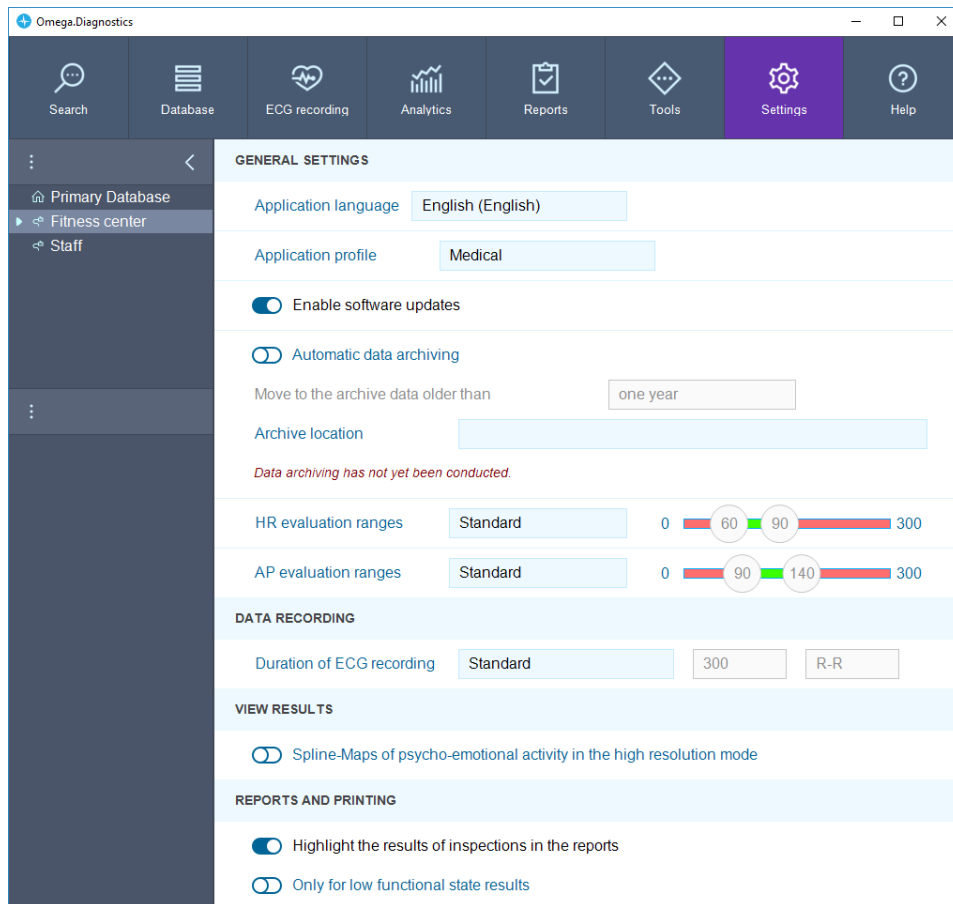 Omega.Diagnostics
Search Database ECG recording Analytics Reports Tools Settings Help
Primary Database
Fitness center
Staff
GENERAL SETTINGS
Application language English (English)
Application profile Medical
Enable software updates
Automatic data archiving
Move to the archive data older than one year
Archive location
Data archiving has not yet been conducted.
HR evaluation ranges Standard 0 60 90 300
AP evaluation ranges Standard 0 90 140 300
DATA RECORDING
Duration of ECG recording Standard 300 R-R
VIEW RESULTS
Spline-Maps of psycho-emotional activity in the high resolution mode
REPORTS AND PRINTING
Highlight the results of inspections in the reports
Only for low functional state results